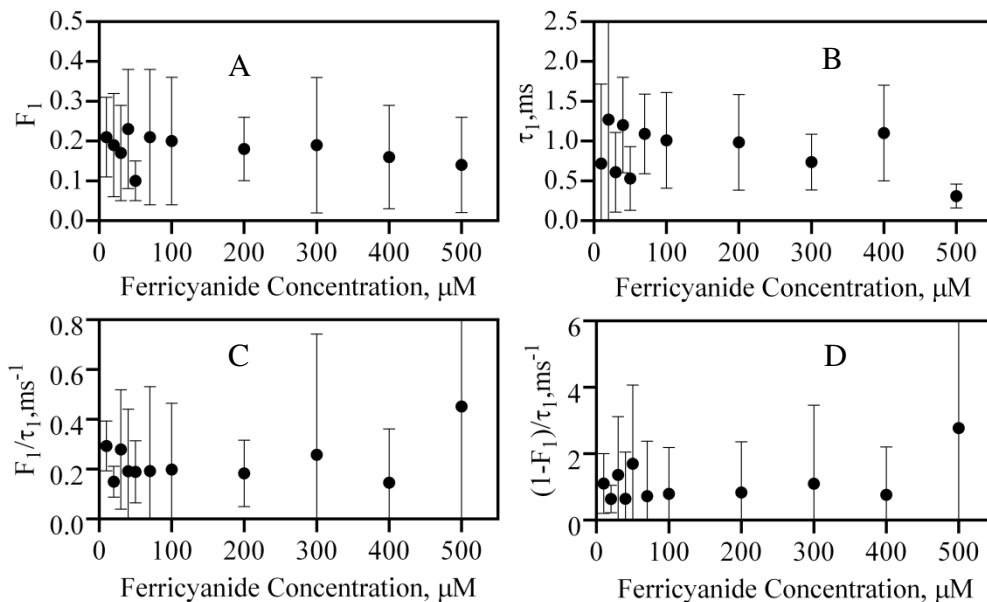 A
F₁
0.5
0.4
0.3
0.2
0.1
0.0
0 100 200 300 400 500
Ferricyanide Concentration, μM
B
τ₁,ms
2.5
2.0
1.5
1.0
0.5
0.0
0 100 200 300 400 500
Ferricyanide Concentration, μM
C
F₁/τ₁,ms⁻¹
0.8
0.6
0.4
0.2
0.0
0 100 200 300 400 500
Ferricyanide Concentration, μM
D
(1-F₁)/τ₁,ms⁻¹
6
4
2
0
0 100 200 300 400 500
Ferricyanide Concentration, μM